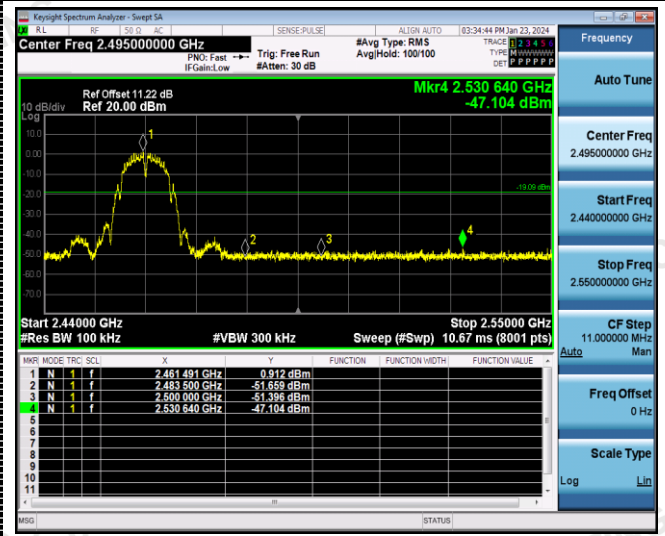 Keysight Spectrum Analyzer - Swept SA
RL RF 50 Ω AC SENSE:PULSE ALIGN AUTO 03:34:44 PM Jan 23, 2024
Center Freq 2.495000000 GHz
PNO: Fast
IFGain:Low
Trig: Free Run
#Atten: 30 dB
#Avg Type: RMS
Avg|Hold: 100/100
TRACE 1 2 3 4 5 6
TYPE M W W W W W
DET P P P P P P
Frequency
Auto Tune
Center Freq
2.495000000 GHz
Start Freq
2.440000000 GHz
Stop Freq
2.550000000 GHz
CF Step
11.000000 MHz
Auto Man
Freq Offset
0 Hz
Scale Type
Log Lin
Ref Offset 11.22 dB
10 dB/div Ref 20.00 dBm
Log
Mkr4 2.530 640 GHz
-47.104 dBm
10.0
0.00
-10.0
-20.0
-30.0
-40.0
-50.0
-60.0
-70.0
1
2
3
4
-19.09 dBm
Start 2.44000 GHz Stop 2.55000 GHz
#Res BW 100 kHz #VBW 300 kHz Sweep (#Swp) 10.67 ms (8001 pts)
MKR MODE TRC SCL X Y FUNCTION FUNCTION WIDTH FUNCTION VALUE
1 N 1 f 2.461 491 GHz 0.912 dBm
2 N 1 f 2.483 500 GHz -51.659 dBm
3 N 1 f 2.500 000 GHz -51.396 dBm
4 N 1 f 2.530 640 GHz -47.104 dBm
5
6
7
8
9
10
11
MSG STATUS